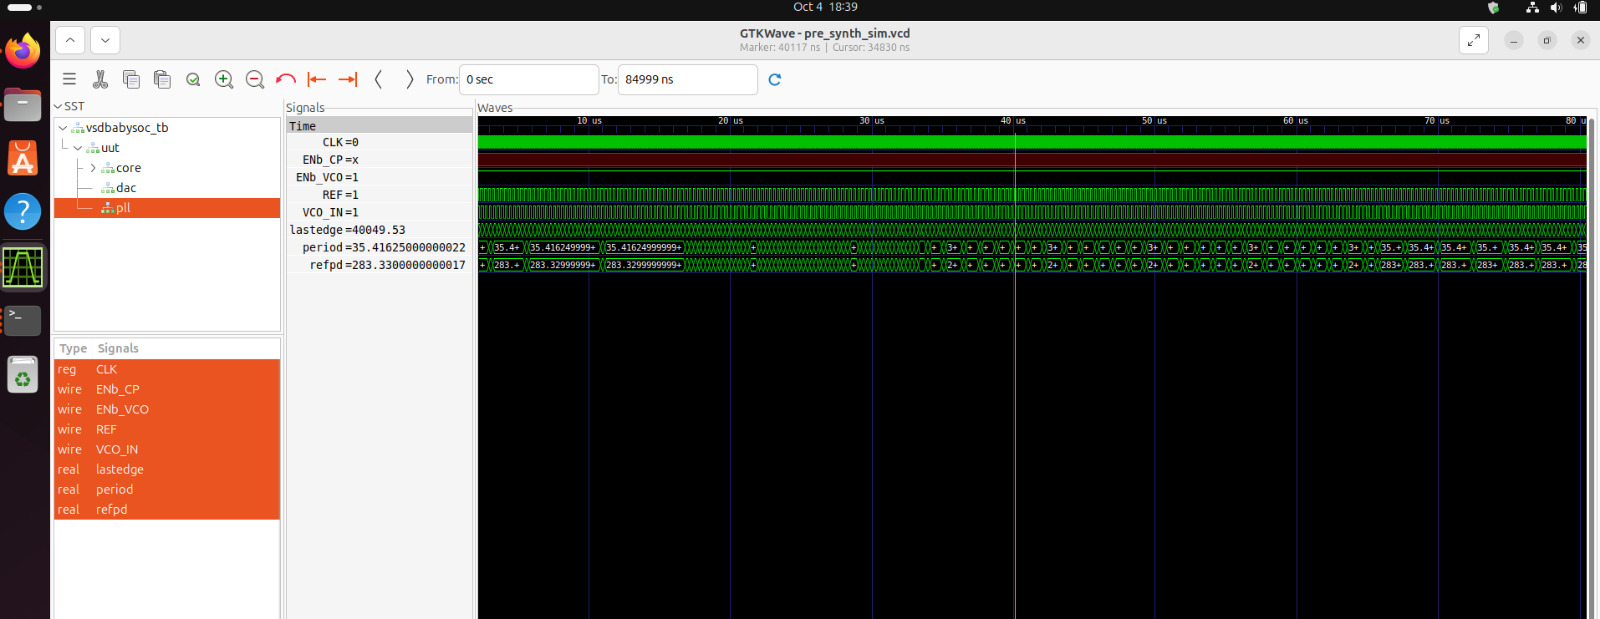 Oct 4 18:39
GTKWave - pre_synth_sim.vcd
Marker: 40117 ns | Cursor: 34830 ns
From: 0 sec To: 84999 ns
SST
vsdbabysoc_tb
uut
core
dac
pll
Type Signals
reg CLK
wire ENb_CP
wire ENb_VCO
wire REF
wire VCO_IN
real lastedge
real period
real refpd
Signals
Time
CLK=0
ENb_CP=x
ENb_VCO=1
REF=1
VCO_IN=1
lastedge=40049.53
period=35.41625000000022
refpd=283.3300000000017
Waves
10 us 20 us 30 us 40 us 50 us 60 us 70 us 80 u
+ 35.4+ 35.416249999+ 35.41624999999+ + + + 3+ + + + + + 3+ + + + + + 3+ + + + + + 3+ + + + + + 3+ + 35.+ 35.4+ 35.4+ 35.+ 35.4+ 35.4+ 35
+ 283.+ 283.32999999+ 283.3299999999+ + + + 2+ + + + + + 2+ + + + + + 2+ + + + + + 2+ + + + + + 2+ + 283+ 283.+ 283.+ 283+ 283.+ 283.+ 28